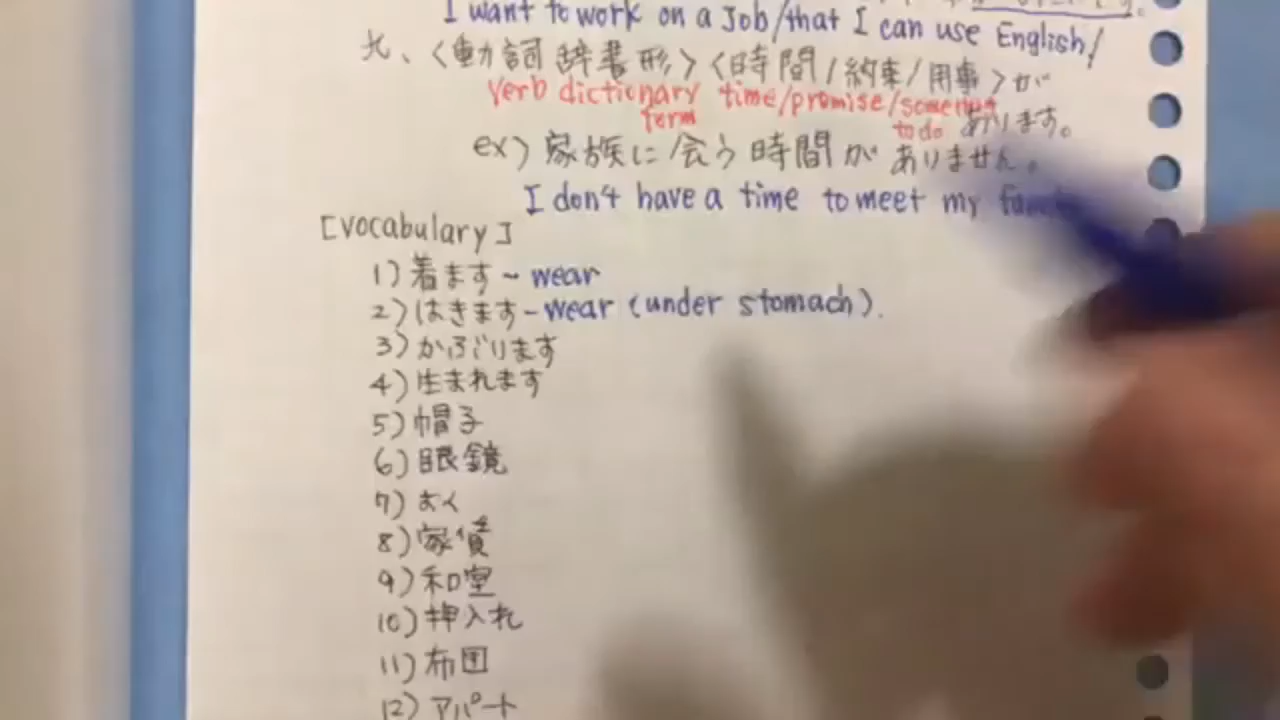 I want to work on a Job/that I can use English/
北、〈動詞辞書形〉〈時間/約束/用事〉が
Verb dictionary time/promise/
form to do あります。
ex) 家族に会う時間がありません。
I don't have a time to meet my
[vocabulary]
1) 着ます ~ wear
2) はきます - wear (under stomach).
3) かぶります
4) 生まれます
5) 帽子
6) 眼鏡
7) よく
8) 家賃
9) 和室
10) 押入れ
11) 布団
12) アパート